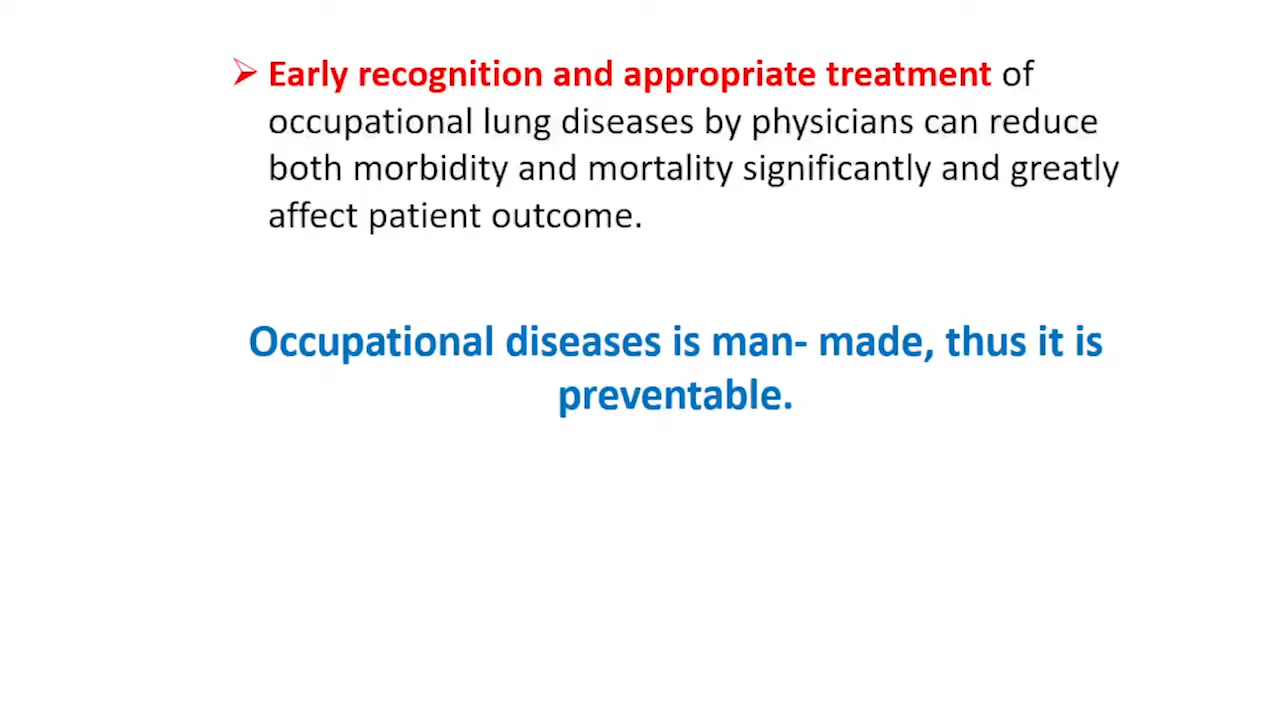 ➢ Early recognition and appropriate treatment of
occupational lung diseases by physicians can reduce
both morbidity and mortality significantly and greatly
affect patient outcome.
Occupational diseases is man- made, thus it is
preventable.